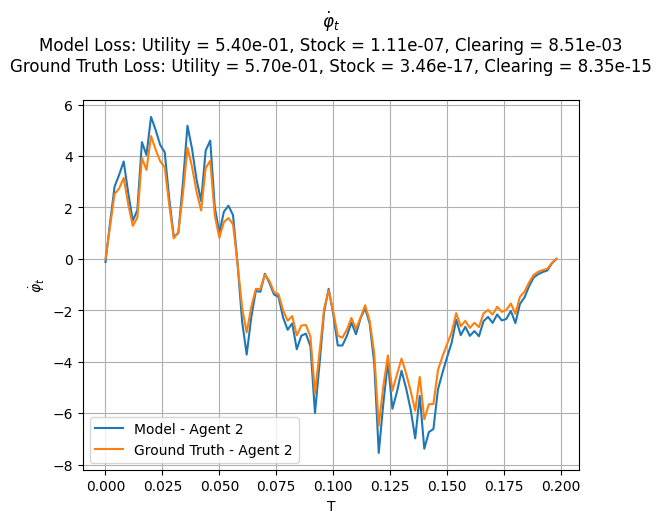 φ̇ₜ
Model Loss: Utility = 5.40e-01, Stock = 1.11e-07, Clearing = 8.51e-03
Ground Truth Loss: Utility = 5.70e-01, Stock = 3.46e-17, Clearing = 8.35e-15
6
4
2
0
−2
−4
−6
−8
φ̇ₜ
Model - Agent 2
Ground Truth - Agent 2
0.000 0.025 0.050 0.075 0.100 0.125 0.150 0.175 0.200
T